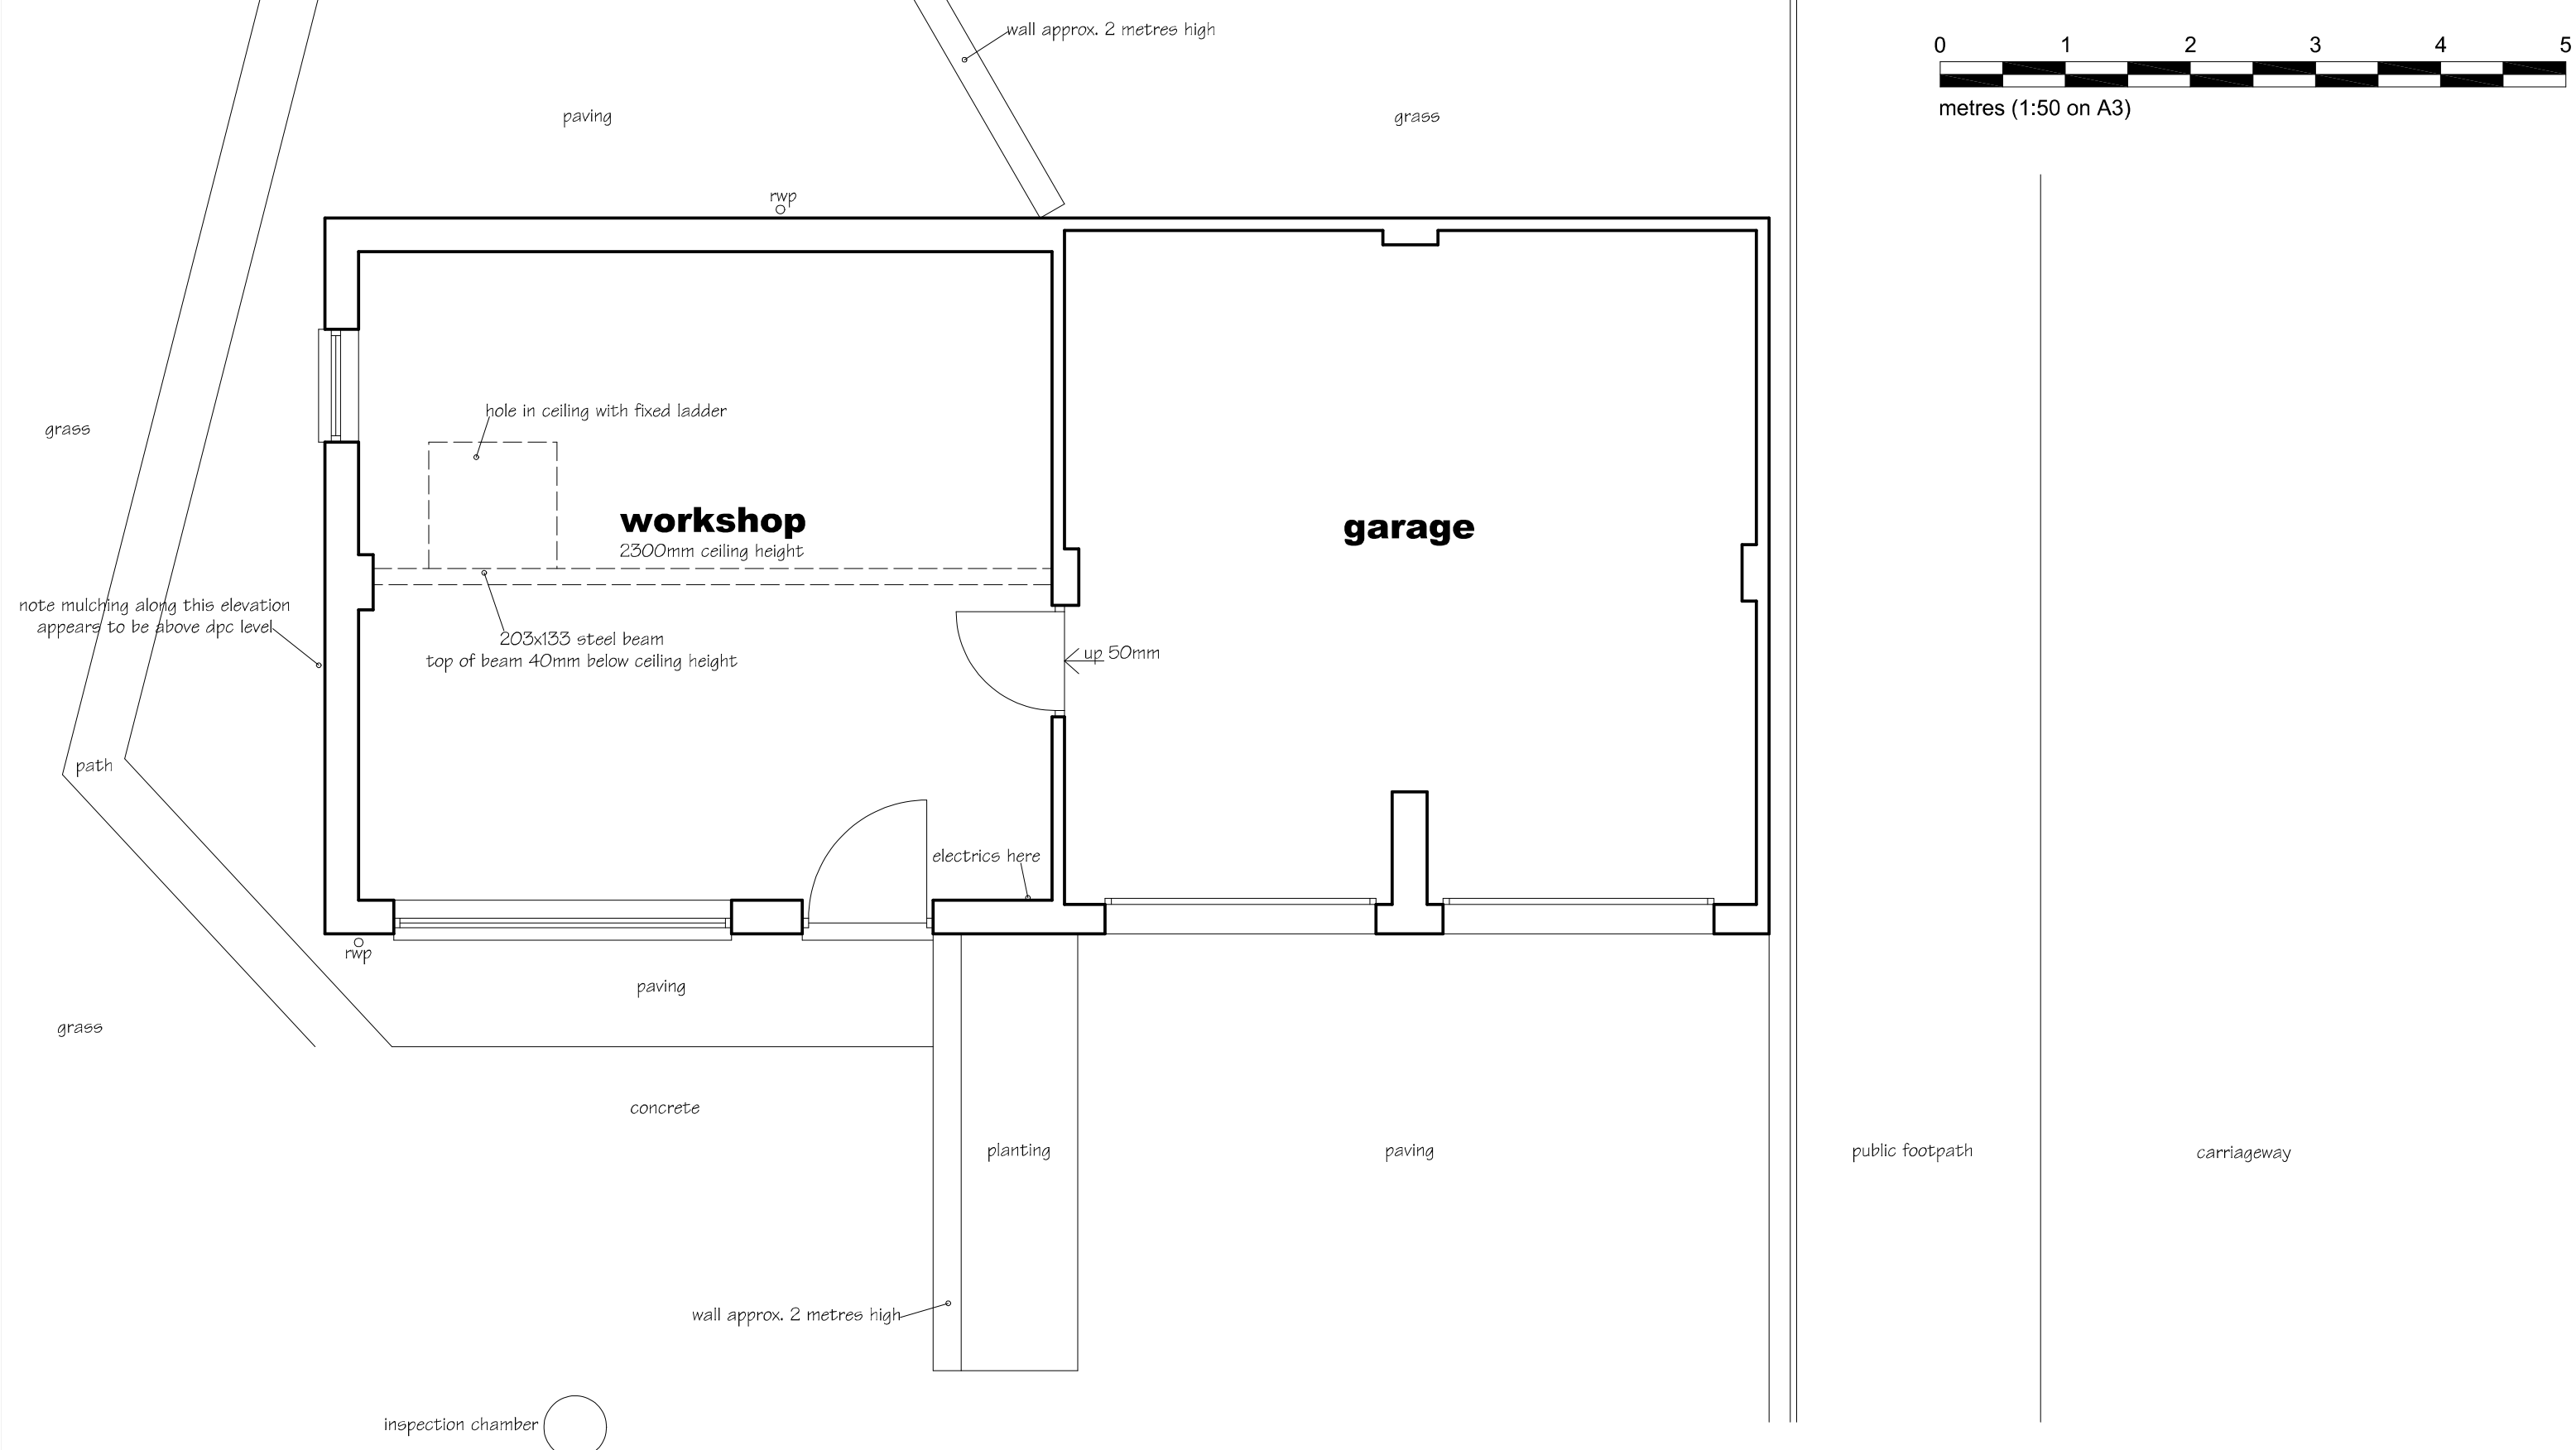 wall approx. 2 metres high
0 1 2 3 4 5
metres (1:50 on A3)
paving
grass
rwp
hole in ceiling with fixed ladder
grass
workshop
2300mm ceiling height
garage
note mulching along this elevation
appears to be above dpc level
203x133 steel beam
top of beam 40mm below ceiling height
up 50mm
path
electrics here
rwp
paving
grass
concrete
planting
paving
public footpath
carriageway
wall approx. 2 metres high
inspection chamber